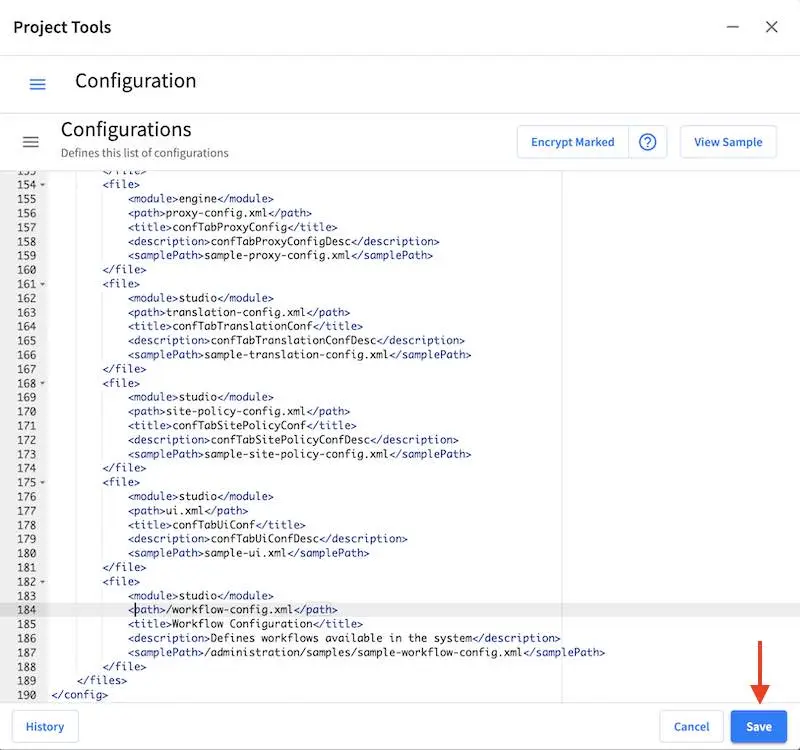 Project Tools
Configuration
Configurations
Defines this list of configurations
Encrypt Marked
View Sample
153 </file>
154 <file>
155 <module>engine</module>
156 <path>proxy-config.xml</path>
157 <title>confTabProxyConfig</title>
158 <description>confTabProxyConfigDesc</description>
159 <samplePath>sample-proxy-config.xml</samplePath>
160 </file>
161 <file>
162 <module>studio</module>
163 <path>translation-config.xml</path>
164 <title>confTabTranslationConf</title>
165 <description>confTabTranslationConfDesc</description>
166 <samplePath>sample-translation-config.xml</samplePath>
167 </file>
168 <file>
169 <module>studio</module>
170 <path>site-policy-config.xml</path>
171 <title>confTabSitePolicyConf</title>
172 <description>confTabSitePolicyConfDesc</description>
173 <samplePath>sample-site-policy-config.xml</samplePath>
174 </file>
175 <file>
176 <module>studio</module>
177 <path>ui.xml</path>
178 <title>confTabUiConf</title>
179 <description>confTabUiConfDesc</description>
180 <samplePath>sample-ui.xml</samplePath>
181 </file>
182 <file>
183 <module>studio</module>
184 <path>/workflow-config.xml</path>
185 <title>Workflow Configuration</title>
186 <description>Defines workflows available in the system</description>
187 <samplePath>/administration/samples/sample-workflow-config.xml</samplePath>
188 </file>
189 </files>
190 </config>
History
Cancel
Save